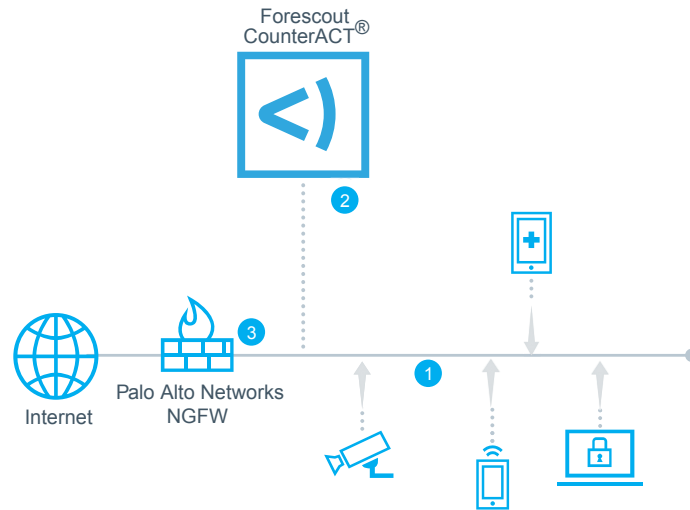 Forescout
CounterACT®
2
3
1
Internet
Palo Alto Networks
NGFW